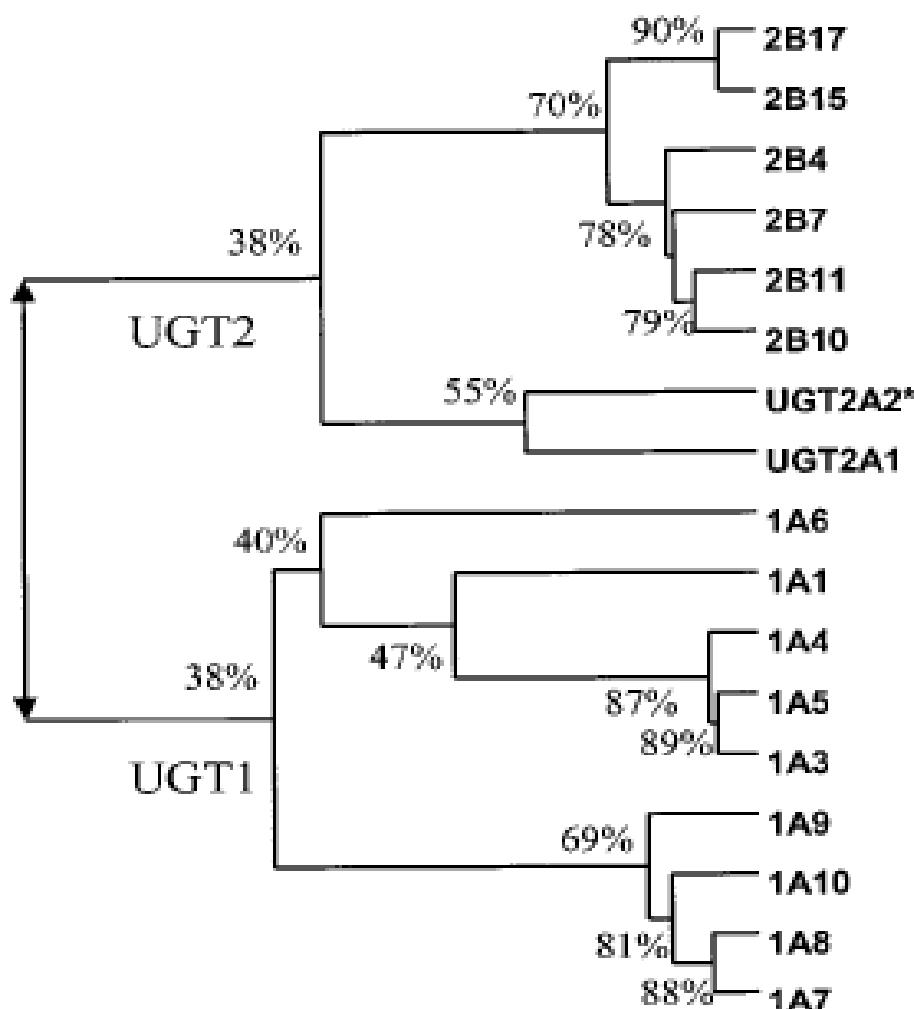 90%
2B17
2B15
70%
2B4
2B7
78%
38%
2B11
79%
2B10
UGT2
55%
UGT2A2*
UGT2A1
40%
1A6
1A1
47%
1A4
38%
87%
1A5
89%
1A3
UGT1
69%
1A9
1A10
81%
1A8
88%
1A7